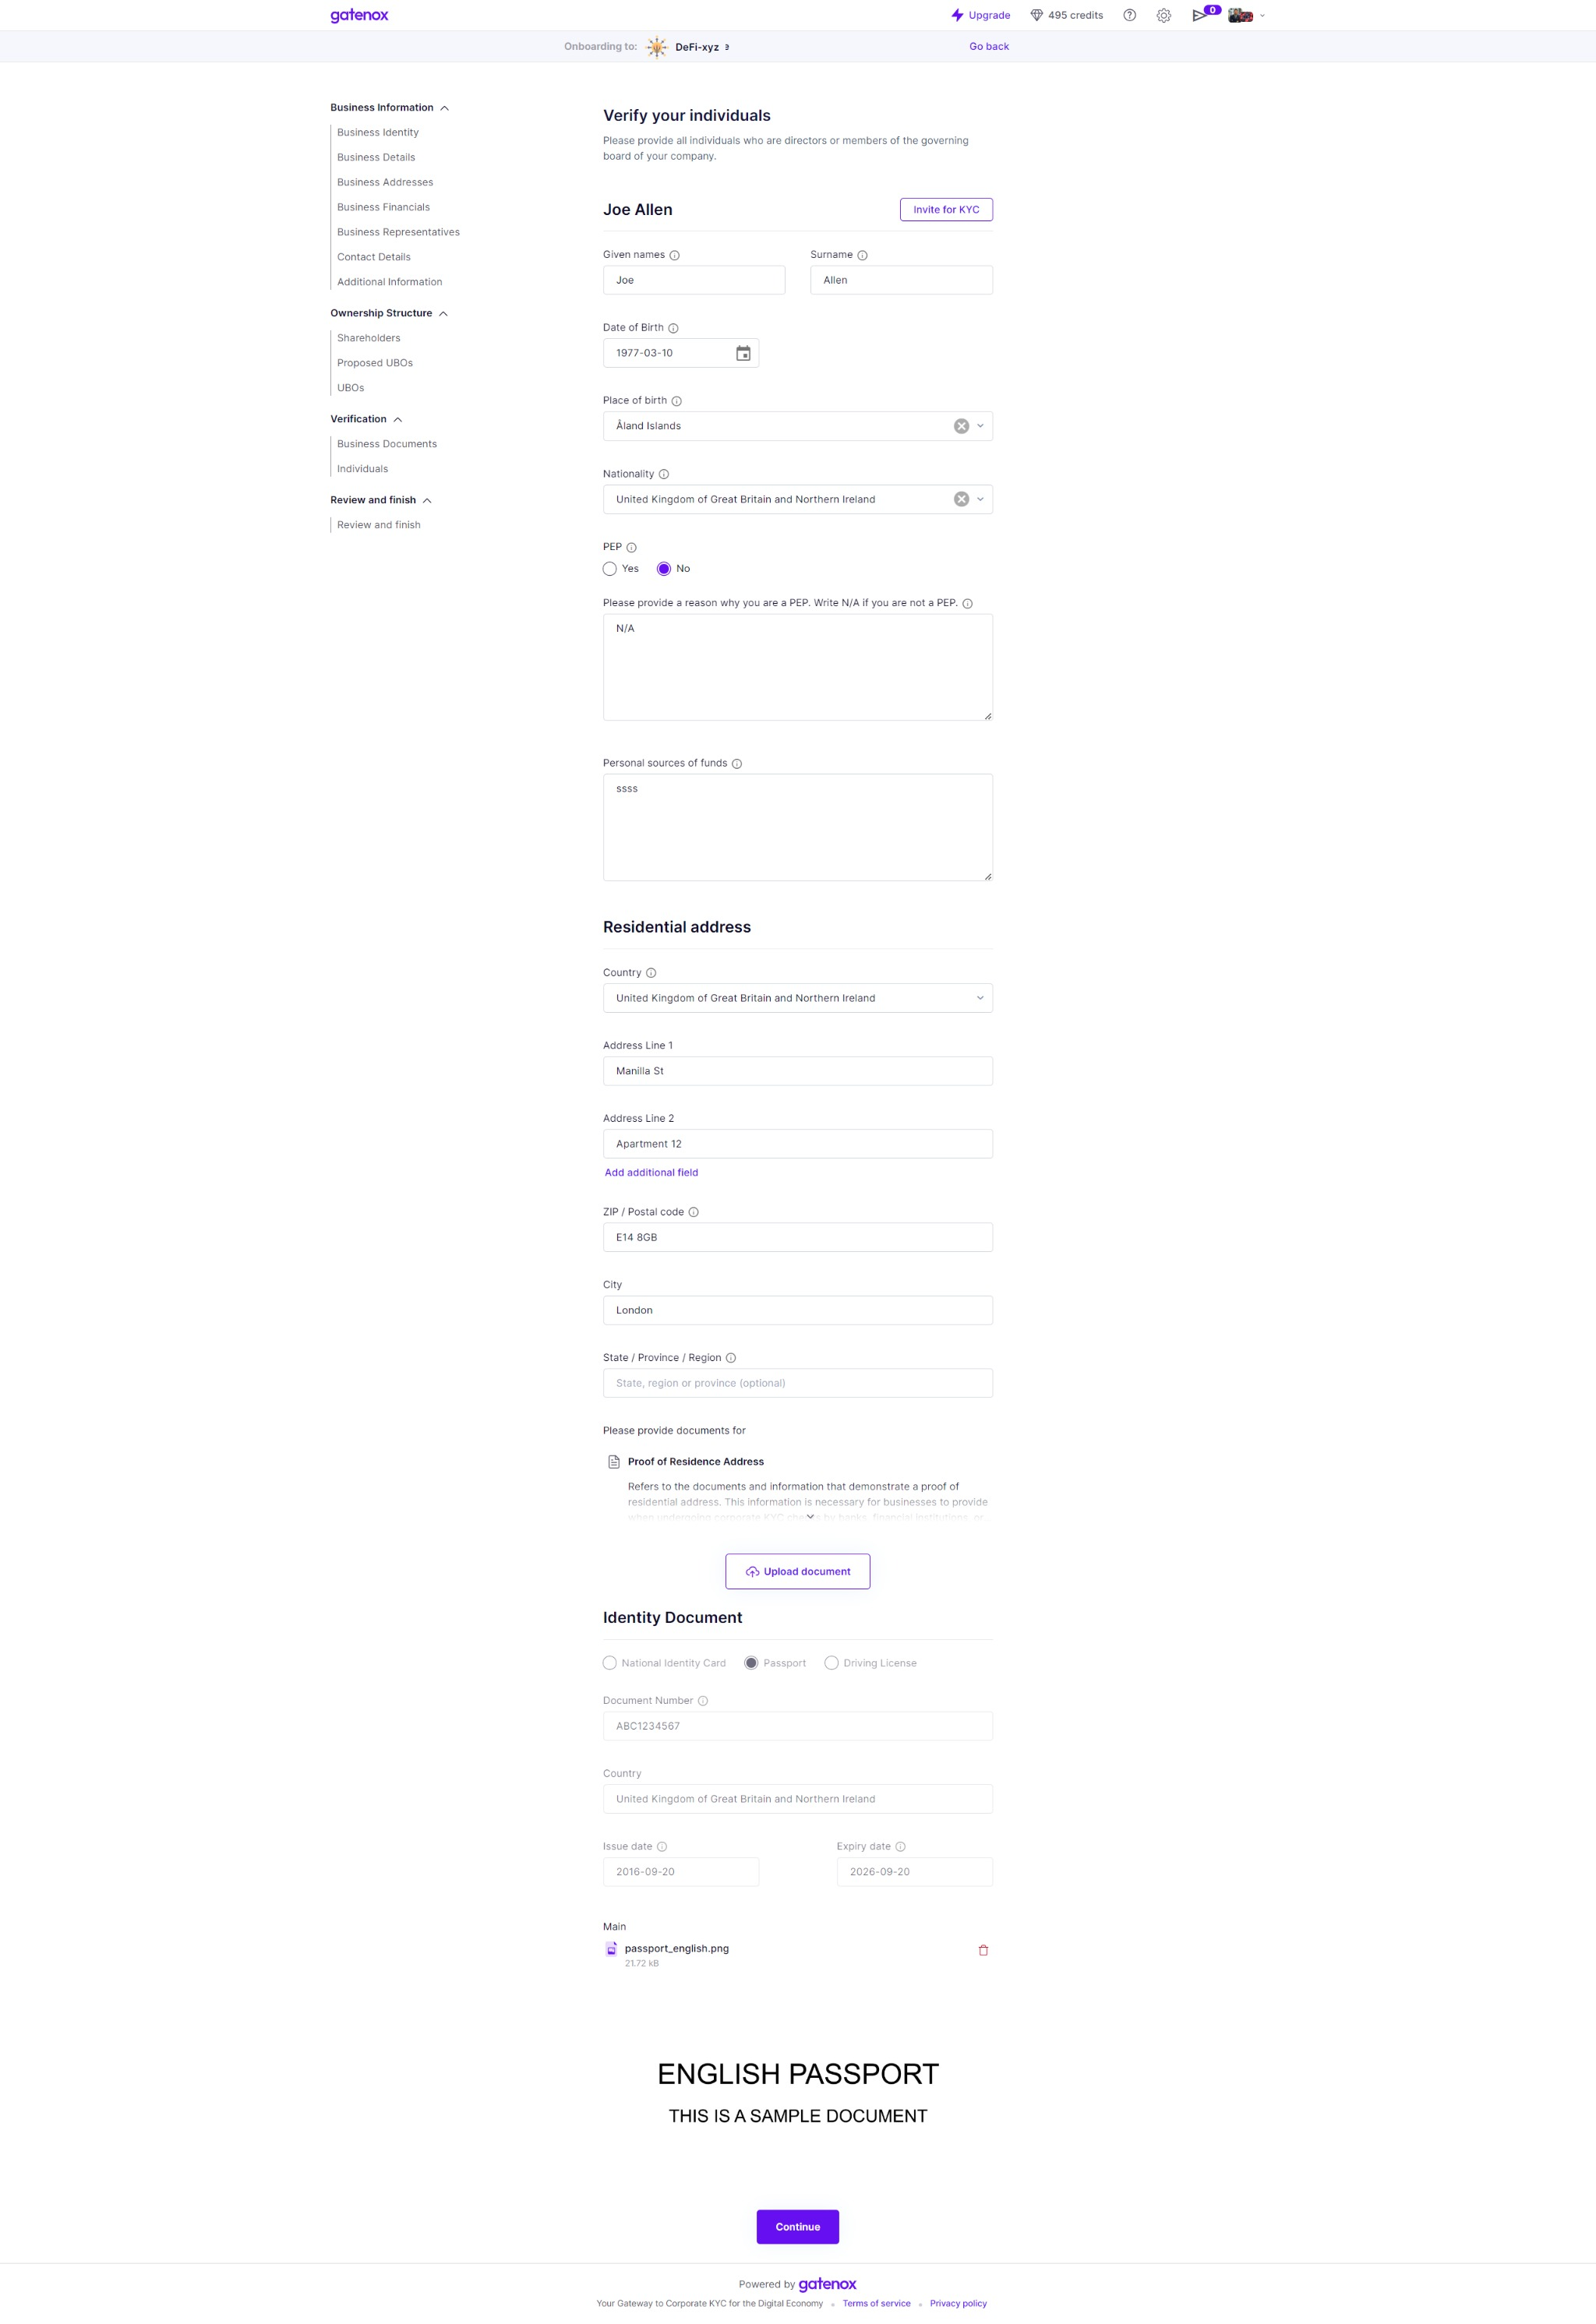 gatenox
Upgrade
495 credits
0
Onboarding to:
DeFi-xyz
Go back
Business Information
Business Identity
Business Details
Business Addresses
Business Financials
Business Representatives
Contact Details
Additional Information
Ownership Structure
Shareholders
Proposed UBOs
UBOs
Verification
Business Documents
Individuals
Review and finish
Review and finish
Verify your individuals
Please provide all individuals who are directors or members of the governing
board of your company.
Joe Allen
Invite for KYC
Given names
Surname
Joe
Allen
Date of Birth
1977-03-10
Place of birth
Åland Islands
Nationality
United Kingdom of Great Britain and Northern Ireland
PEP
Yes
No
Please provide a reason why you are a PEP. Write N/A if you are not a PEP.
N/A
Personal sources of funds
ssss
Residential address
Country
United Kingdom of Great Britain and Northern Ireland
Address Line 1
Manilla St
Address Line 2
Apartment 12
Add additional field
ZIP / Postal code
E14 8GB
City
London
State / Province / Region
State, region or province (optional)
Please provide documents for
Proof of Residence Address
Refers to the documents and information that demonstrate a proof of
residential address. This information is necessary for businesses to provide
when undergoing corporate KYC by banks, financial institutions, or
Upload document
Identity Document
National Identity Card
Passport
Driving License
Document Number
ABC1234567
Country
United Kingdom of Great Britain and Northern Ireland
Issue date
Expiry date
2016-09-20
2026-09-20
Main
passport_english.png
21.72 kB
ENGLISH PASSPORT
THIS IS A SAMPLE DOCUMENT
Continue
Powered by gatenox
Your Gateway to Corporate KYC for the Digital Economy
Terms of service
Privacy policy